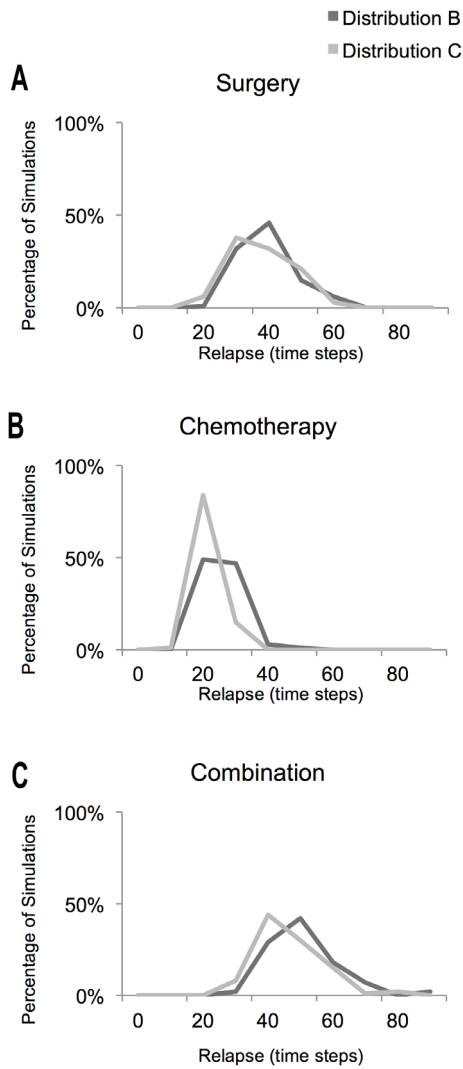 Distribution B
Distribution C
A
Surgery
Percentage of Simulations
100%
50%
0%
0 20 40 60 80
Relapse (time steps)
B
Chemotherapy
Percentage of Simulations
100%
50%
0%
0 20 40 60 80
Relapse (time steps)
C
Combination
Percentage of Simulations
100%
50%
0%
0 20 40 60 80
Relapse (time steps)